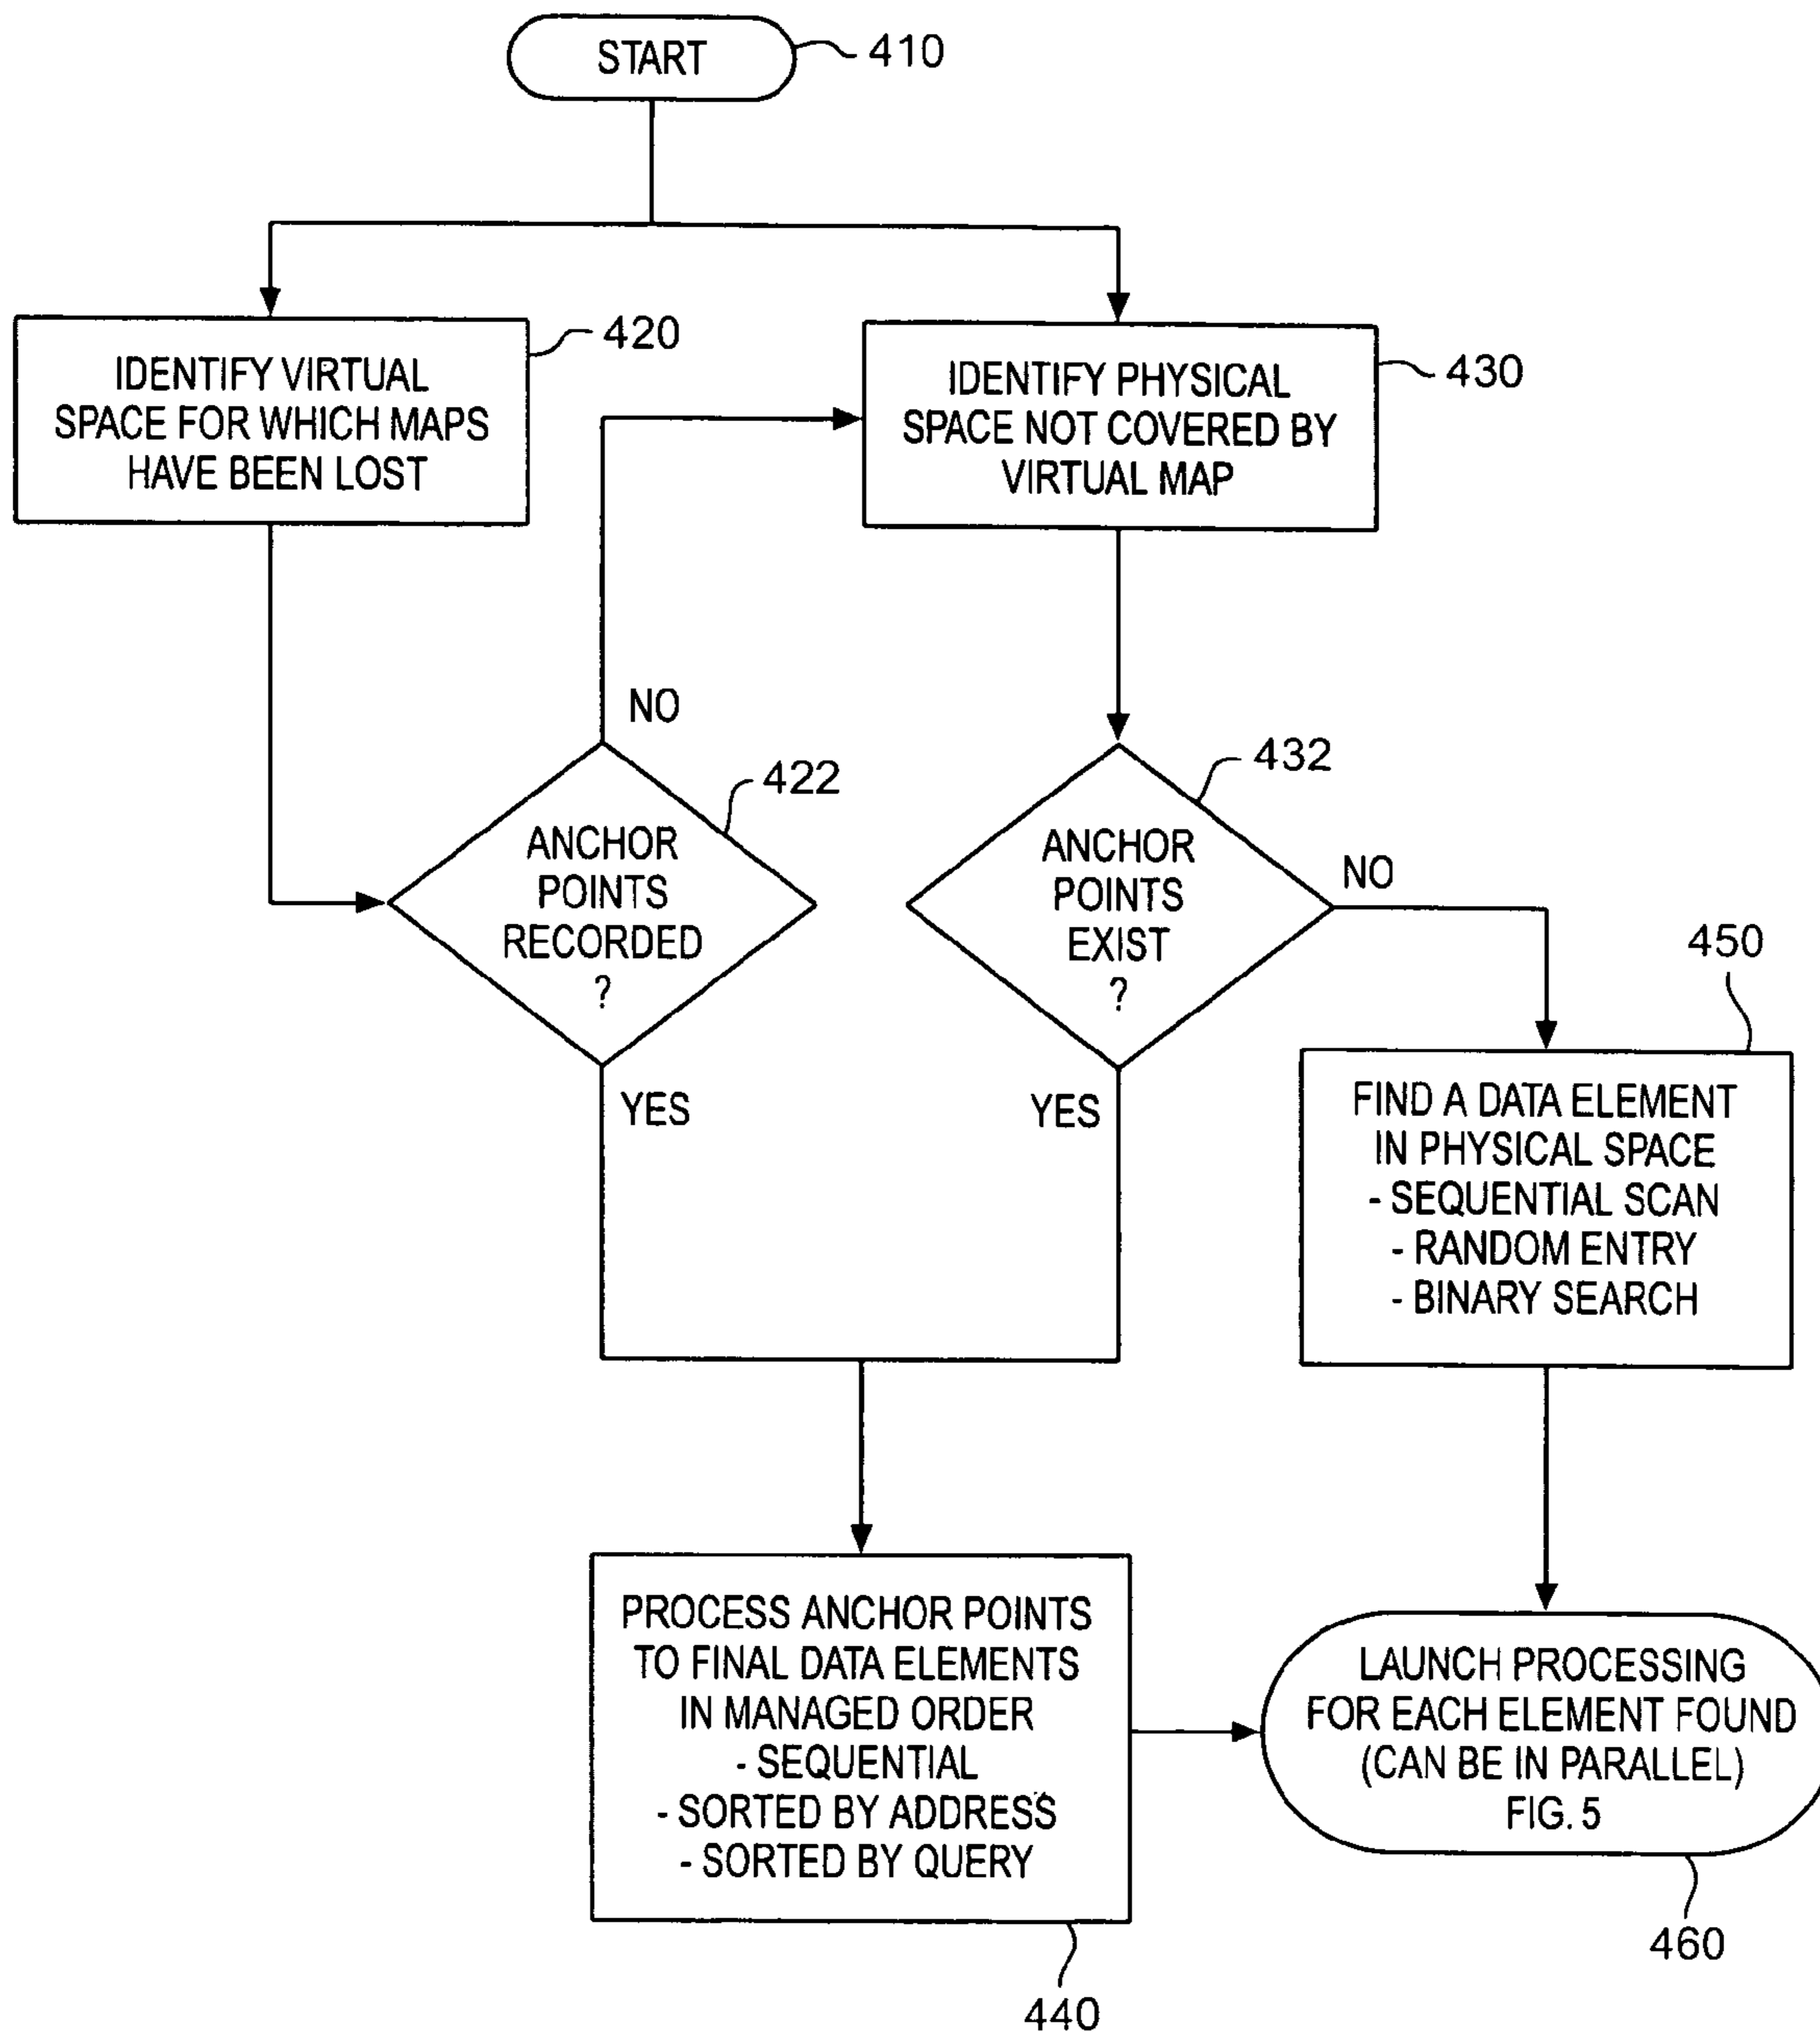 START
410
IDENTIFY VIRTUAL
SPACE FOR WHICH MAPS
HAVE BEEN LOST
420
IDENTIFY PHYSICAL
SPACE NOT COVERED BY
VIRTUAL MAP
430
NO
ANCHOR
POINTS
RECORDED
?
422
YES
ANCHOR
POINTS
EXIST
?
432
NO
YES
450
FIND A DATA ELEMENT
IN PHYSICAL SPACE
- SEQUENTIAL SCAN
- RANDOM ENTRY
- BINARY SEARCH
PROCESS ANCHOR POINTS
TO FINAL DATA ELEMENTS
IN MANAGED ORDER
- SEQUENTIAL
- SORTED BY ADDRESS
- SORTED BY QUERY
440
LAUNCH PROCESSING
FOR EACH ELEMENT FOUND
(CAN BE IN PARALLEL)
FIG. 5
460